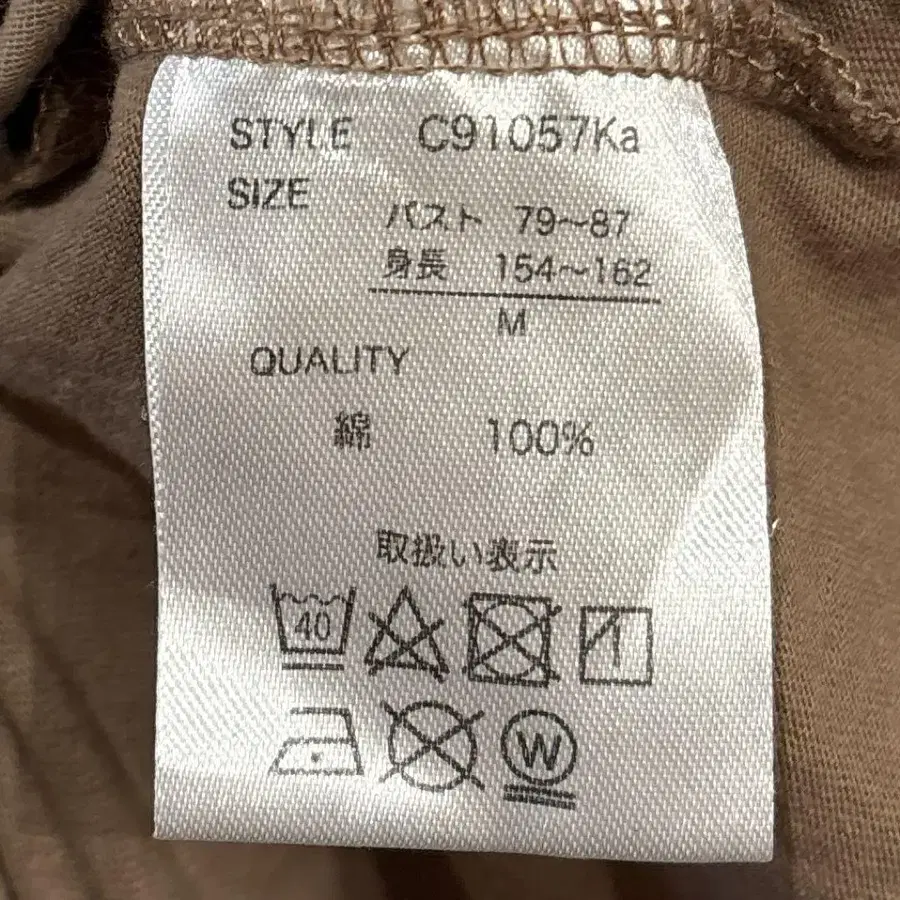 STYLE C91057Ka
SIZE
バスト 79～87
身長 154～162
M
QUALITY
綿 100%
取扱い表示
40
W